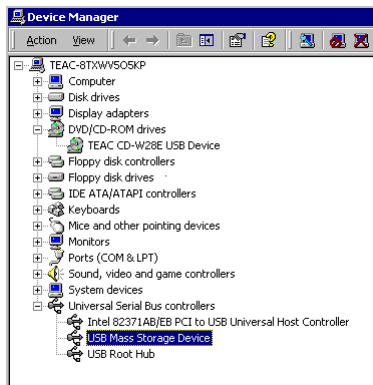 Device Manager
Action View
TEAC-8TXWV5O5KP
Computer
Disk drives
Display adapters
DVD/CD-ROM drives
TEAC CD-W28E USB Device
Floppy disk controllers
Floppy disk drives
IDE ATA/ATAPI controllers
Keyboards
Mice and other pointing devices
Monitors
Ports (COM & LPT)
Sound, video and game controllers
System devices
Universal Serial Bus controllers
Intel 82371AB/EB PCI to USB Universal Host Controller
USB Mass Storage Device
USB Root Hub